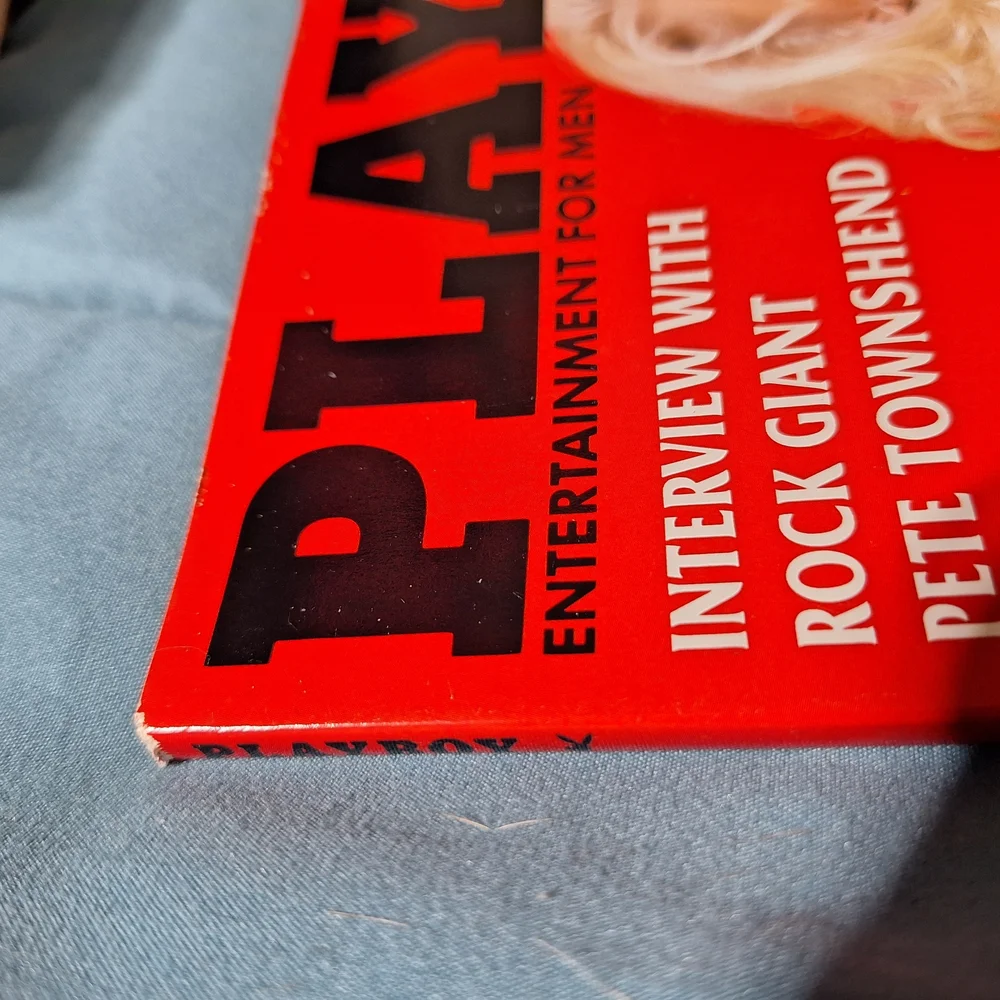 PLAY
ENTERTAINMENT FOR MEN
INTERVIEW WITH
ROCK GIANT
PETE TOWNSHEND
PLAYBOY